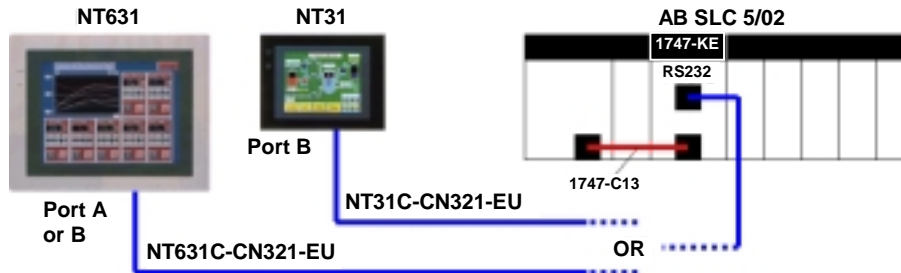 NT631
NT31
AB SLC 5/02
1747-KE
RS232
Port B
1747-C13
NT31C-CN321-EU
Port A
or B
OR
NT631C-CN321-EU